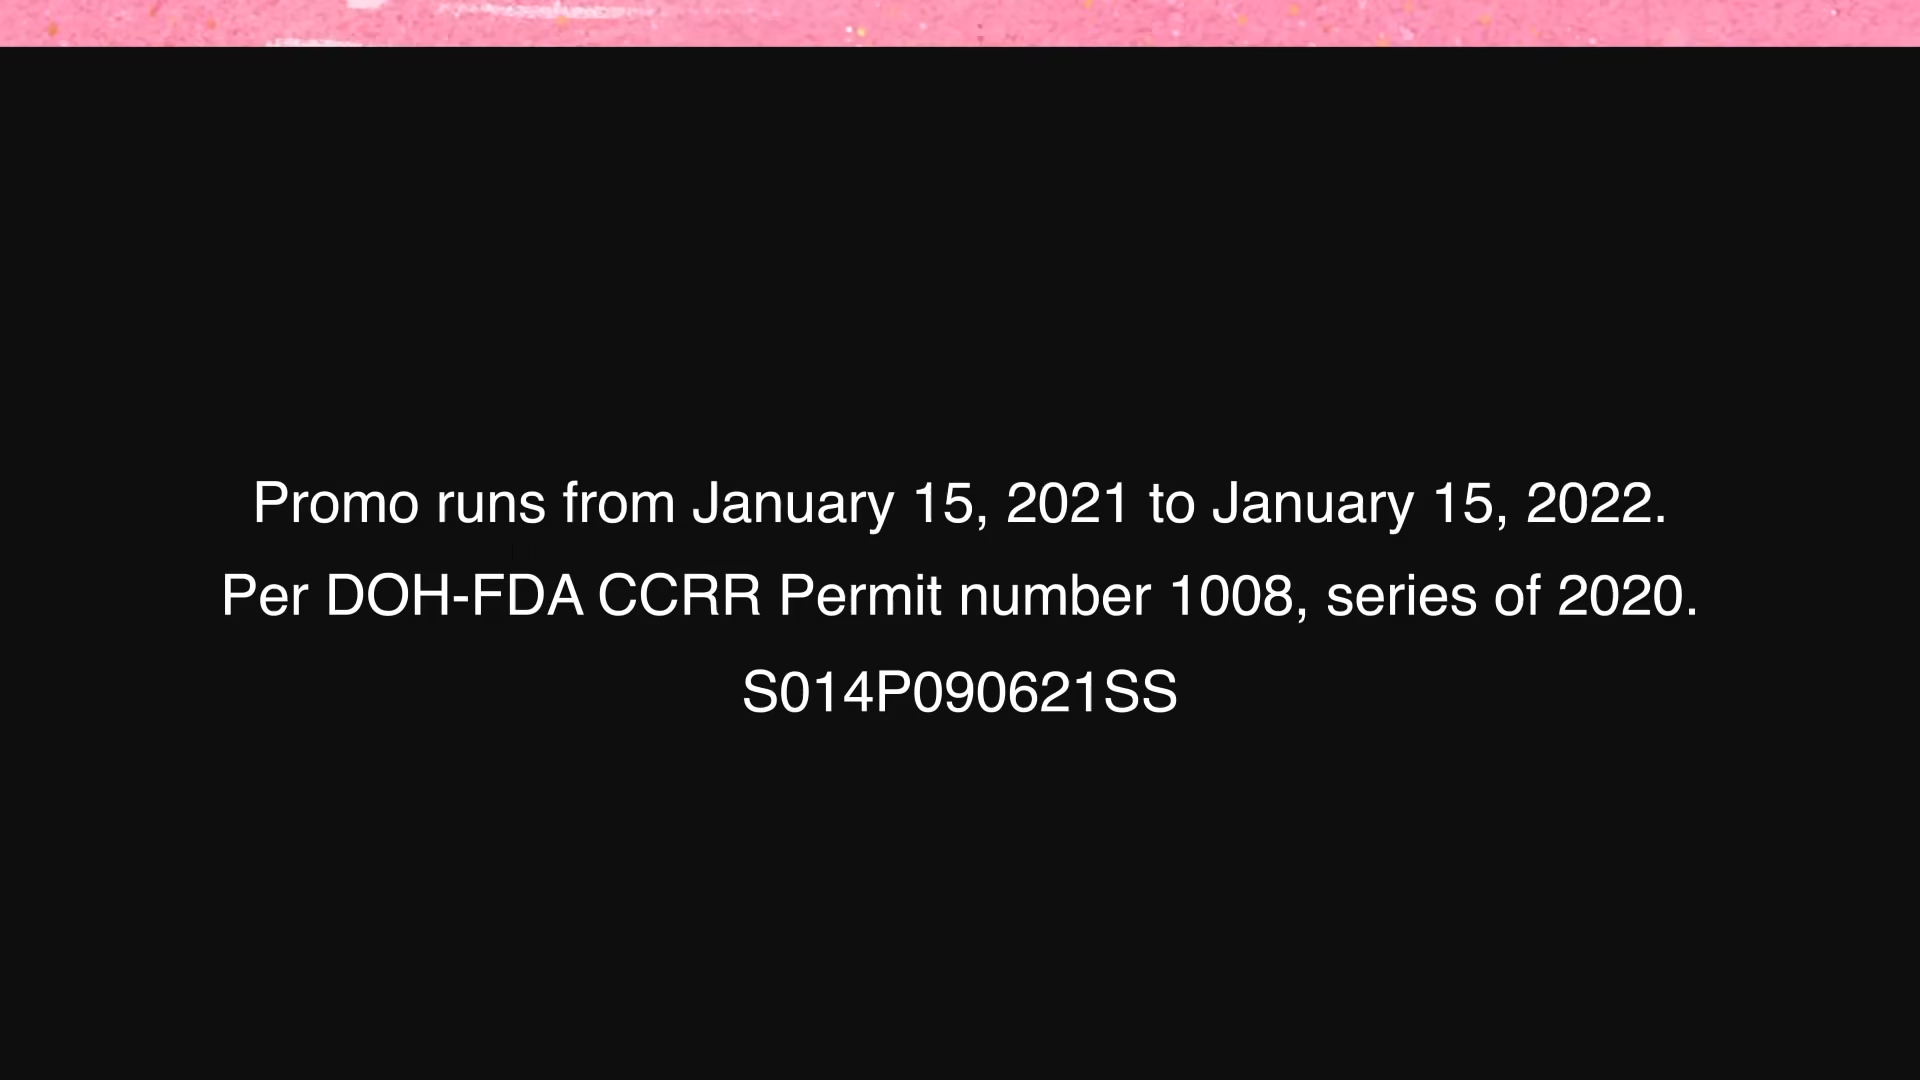 Promo runs from January 15, 2021 to January 15, 2022.
Per DOH-FDA CCRR Permit number 1008, series of 2020.
S014P090621SS